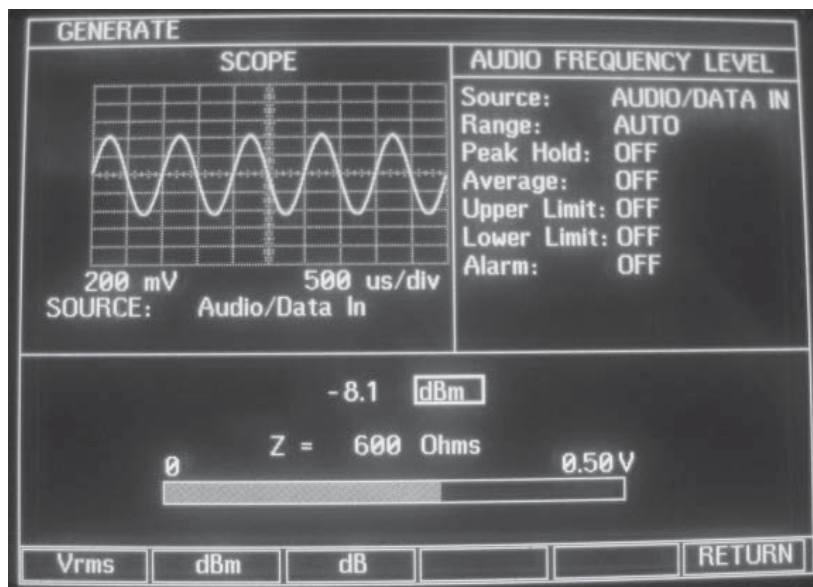 GENERATE
SCOPE
200 mV 500 us/div
SOURCE: Audio/Data In
AUDIO FREQUENCY LEVEL
Source: AUDIO/DATA IN
Range: AUTO
Peak Hold: OFF
Average: OFF
Upper Limit: OFF
Lower Limit: OFF
Alarm: OFF
-8.1 dBm
Z = 600 Ohms
0 0.50 V
Vrms dBm dB RETURN